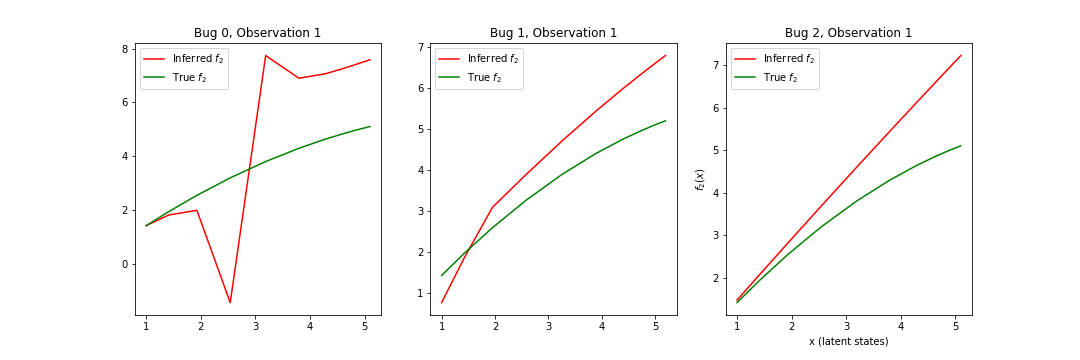 Bug 0, Observation 1
Inferred f₂
True f₂
8
6
4
2
0
1 2 3 4 5
Bug 1, Observation 1
Inferred f₂
True f₂
7
6
5
4
3
2
1
1 2 3 4 5
Bug 2, Observation 1
Inferred f₂
True f₂
f₂(x)
7
6
5
4
3
2
1 2 3 4 5
x (latent states)